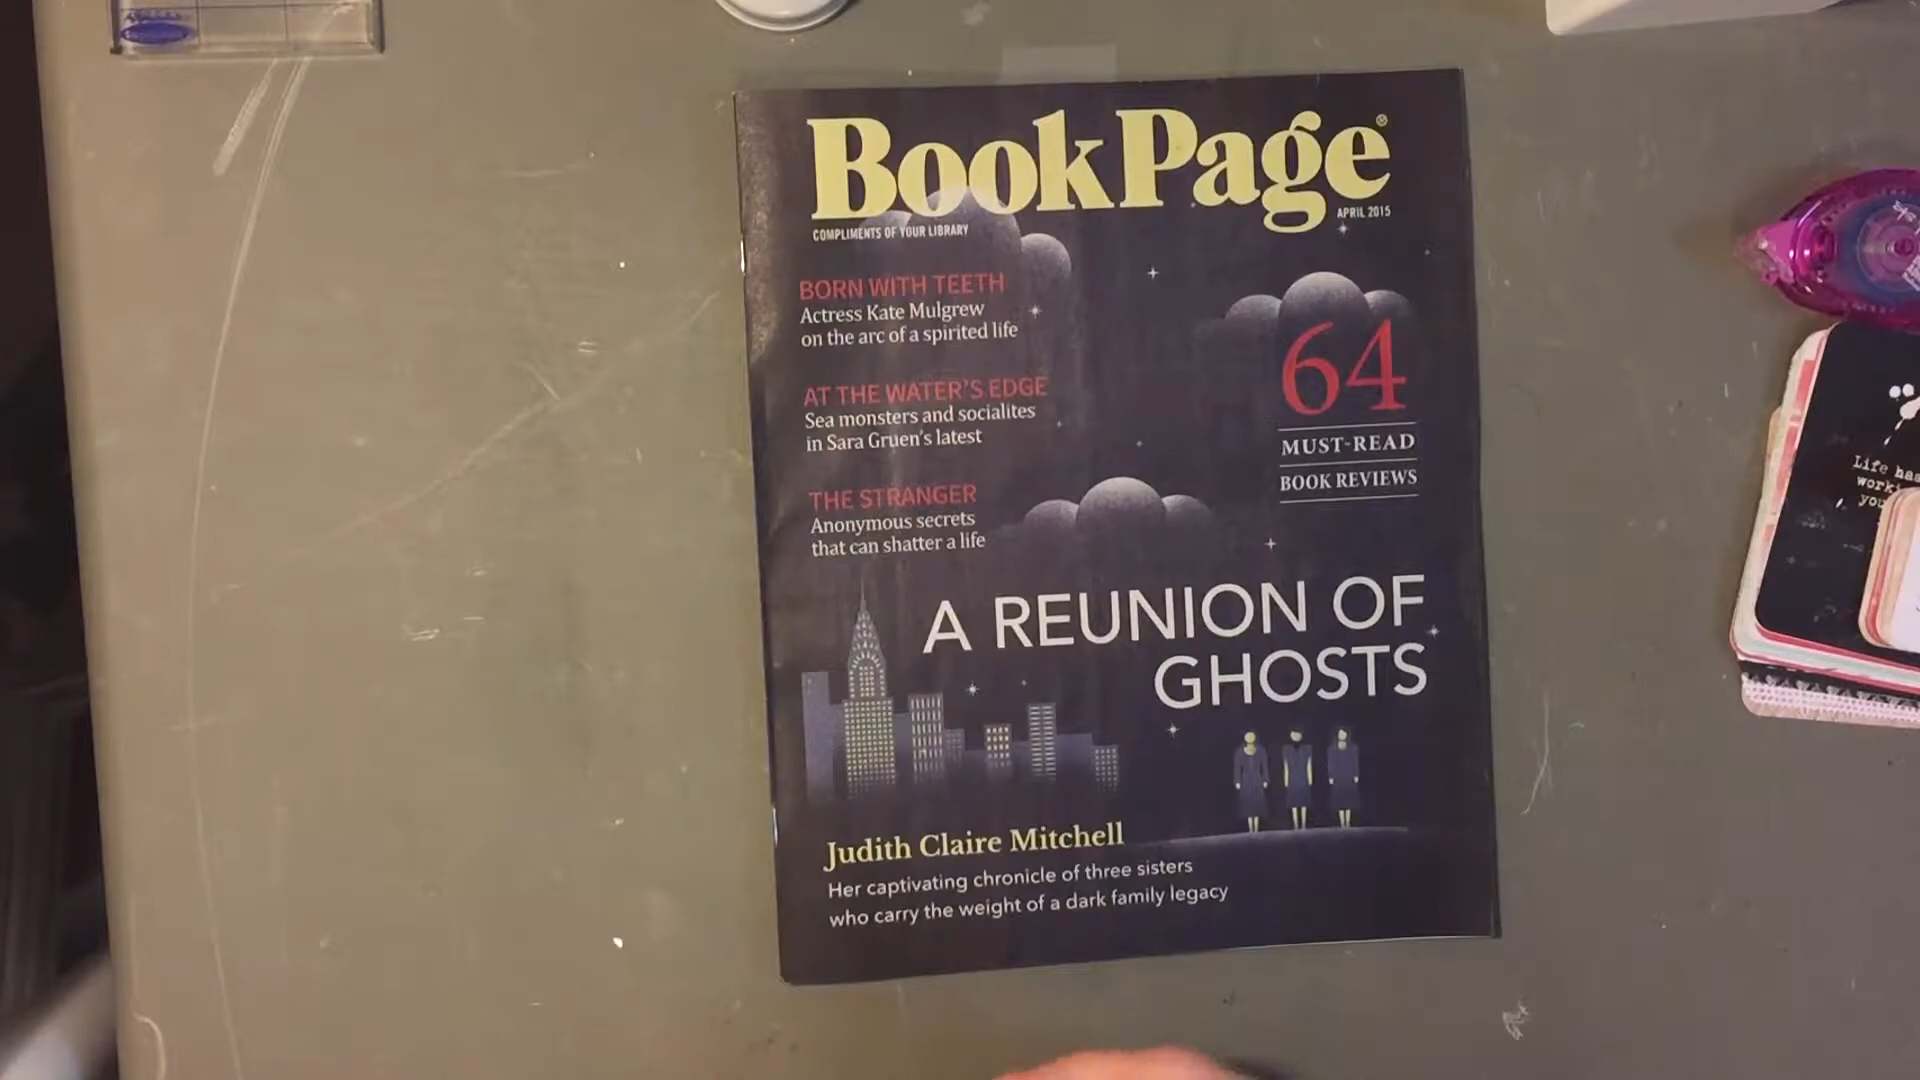 BookPage®
APRIL 2015
COMPLIMENTS OF YOUR LIBRARY
BORN WITH TEETH
Actress Kate Mulgrew
on the arc of a spirited life
AT THE WATER'S EDGE
Sea monsters and socialites
in Sara Gruen's latest
THE STRANGER
Anonymous secrets
that can shatter a life
64
MUST-READ
BOOK REVIEWS
A REUNION OF
GHOSTS
Judith Claire Mitchell
Her captivating chronicle of three sisters
who carry the weight of a dark family legacy
Life has